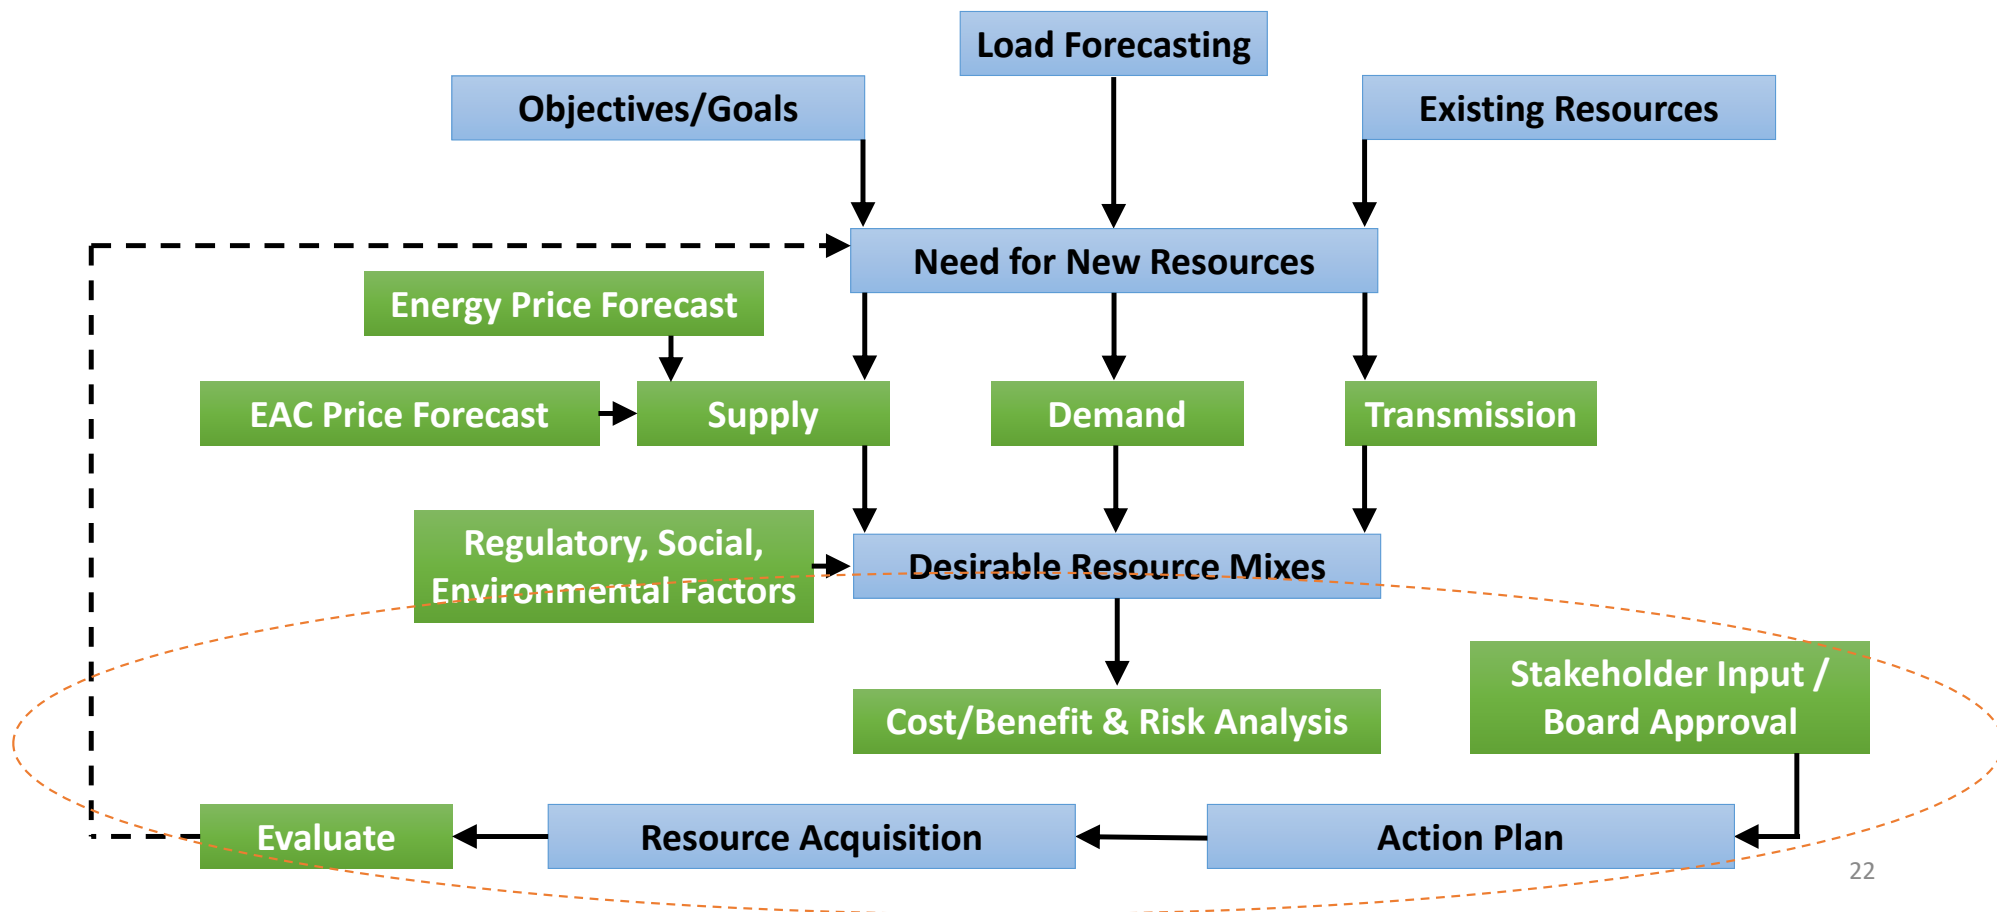 Load Forecasting
Objectives/Goals
Existing Resources
Need for New Resources
Energy Price Forecast
EAC Price Forecast
Supply
Demand
Transmission
Regulatory, Social,
Environmental Factors
Desirable Resource Mixes
Stakeholder Input /
Board Approval
Cost/Benefit & Risk Analysis
Evaluate
Resource Acquisition
Action Plan
22